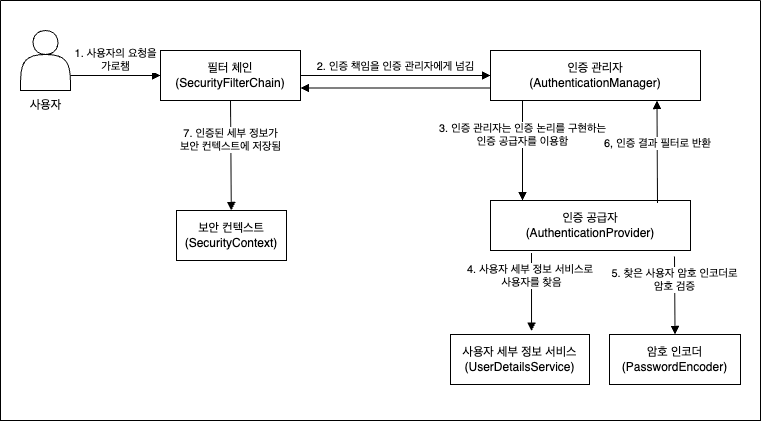 1. 사용자의 요청을
가로챔
사용자
필터 체인
(SecurityFilterChain)
2. 인증 책임을 인증 관리자에게 넘김
인증 관리자
(AuthenticationManager)
7. 인증된 세부 정보가
보안 컨텍스트에 저장됨
3. 인증 관리자는 인증 논리를 구현하는
인증 공급자를 이용함
6, 인증 결과 필터로 반환
보안 컨텍스트
(SecurityContext)
인증 공급자
(AuthenticationProvider)
4. 사용자 세부 정보 서비스로
사용자를 찾음
5. 찾은 사용자 암호 인코더로
암호 검증
사용자 세부 정보 서비스
(UserDetailsService)
암호 인코더
(PasswordEncoder)